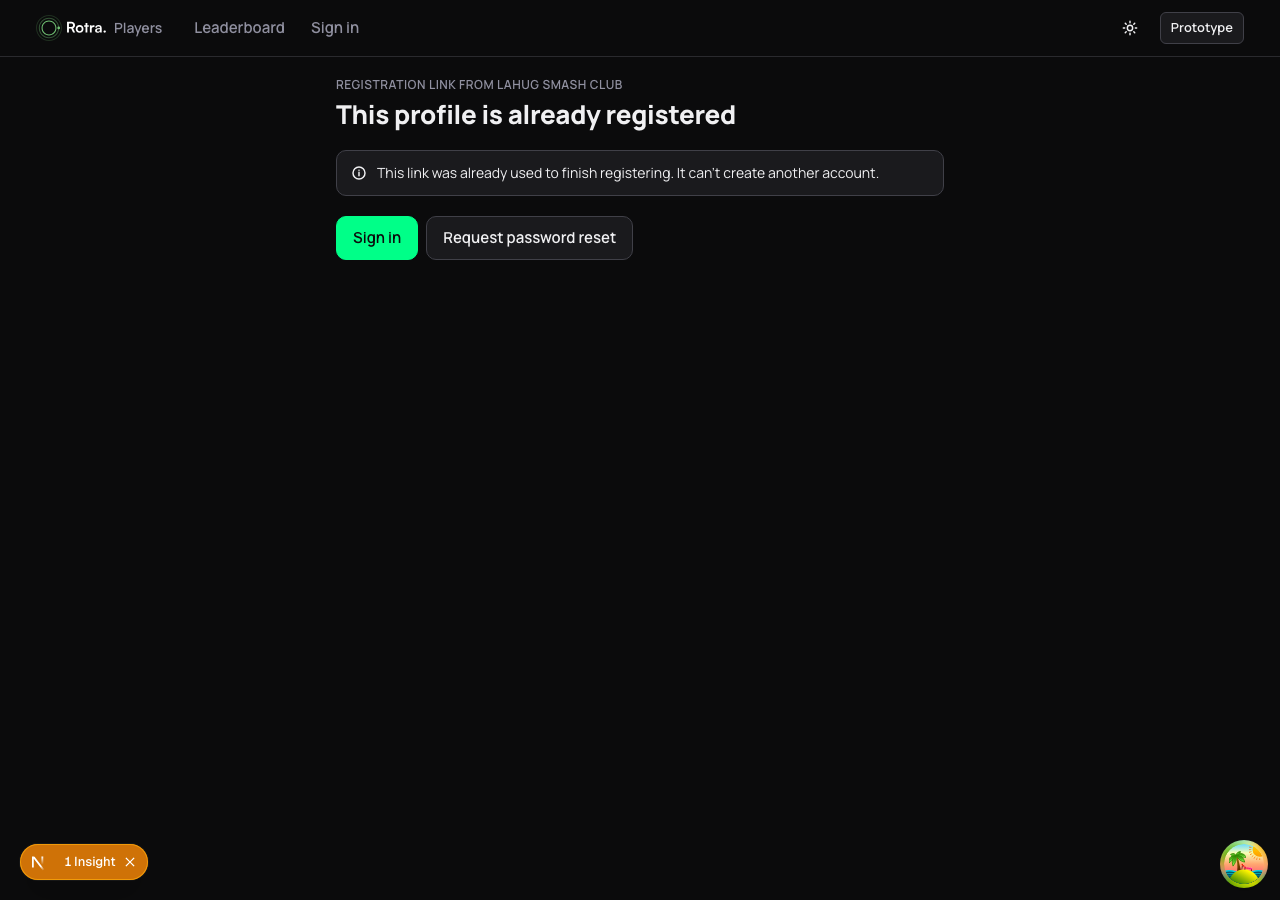 Rotra. Players Leaderboard Sign in Prototype
REGISTRATION LINK FROM LAHUG SMASH CLUB
This profile is already registered
This link was already used to finish registering. It can't create another account.
Sign in Request password reset
N 1 Insight